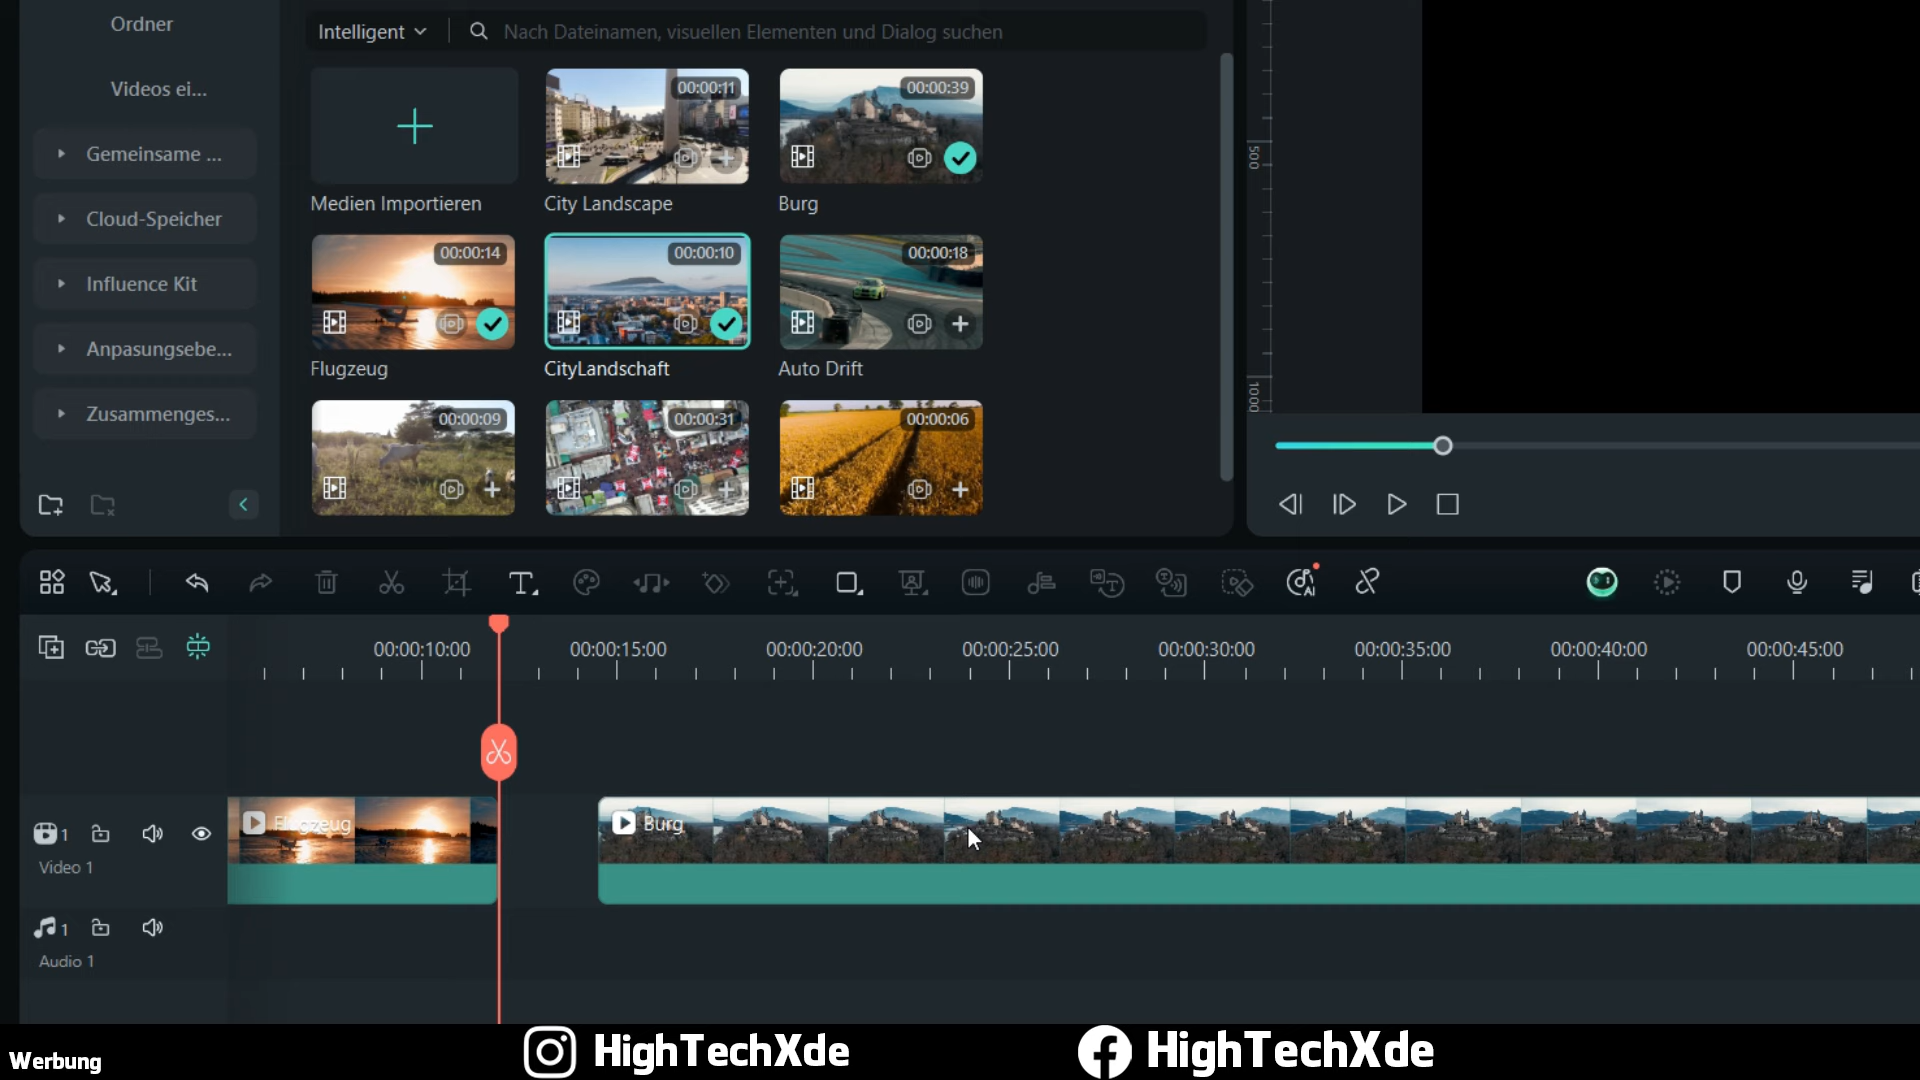 Ordner
Videos ei...
Gemeinsame ...
Cloud-Speicher
Influence Kit
Anpasungsebe...
Zusammenges...
Intelligent
Nach Dateinamen, visuellen Elementen und Dialog suchen
Medien Importieren
00:00:11
City Landscape
00:00:39
Burg
00:00:14
Flugzeug
00:00:10
CityLandschaft
00:00:18
Auto Drift
00:00:09
00:00:31
00:00:06
500
1000
AI
00:00:10:00
00:00:15:00
00:00:20:00
00:00:25:00
00:00:30:00
00:00:35:00
00:00:40:00
00:00:45:00
1
Video 1
Flugzeug
Burg
1
Audio 1
Werbung
HighTechXde
HighTechXde